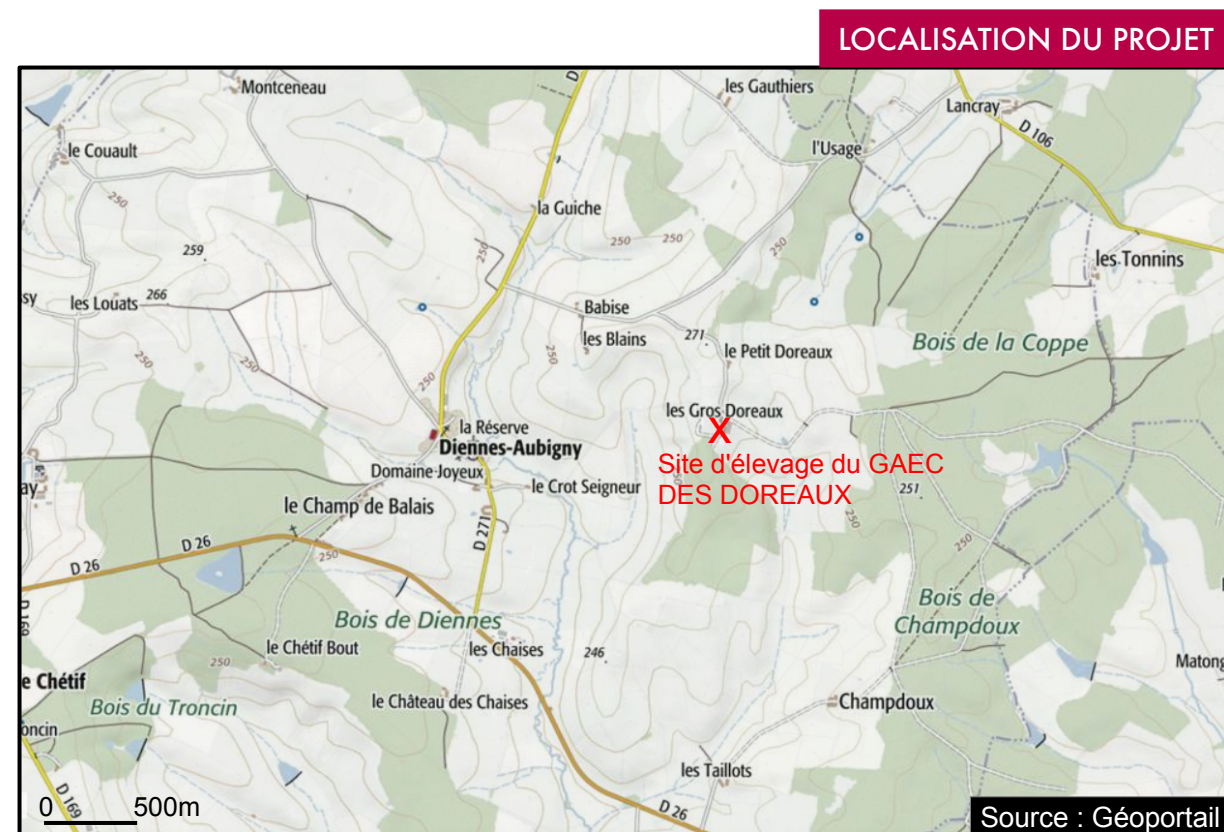 LOCALISATION DU PROJET
Montceneau
D
les Gauthiers
Lancray
D 106
le Couault
l'Usage
250
la Guiche
259
250
250
250
250
les Tonnins
sy
les Louats
266
Babise
les Blains
271
le Petit Doreaux
Bois de la Coppe
250
250
250
250
les Gros Doreaux
X
la Réserve
Diennes-Aubigny
Site d'élevage du GAEC
DES DOREAUX
Domaine Joyeux
ay
le Crot Seigneur
251
le Champ de Balais
250
D 271
D 26
D 26
250
250
D 169
Bois de Diennes
Bois de
Champdoux
le Chétif Bout
les Chaises
246
250
Matong
e Chétif
Bois du Troncin
le Château des Chaises
Champdoux
oncin
les Taillots
D 169
0
500m
D 26
Source : Géoportail